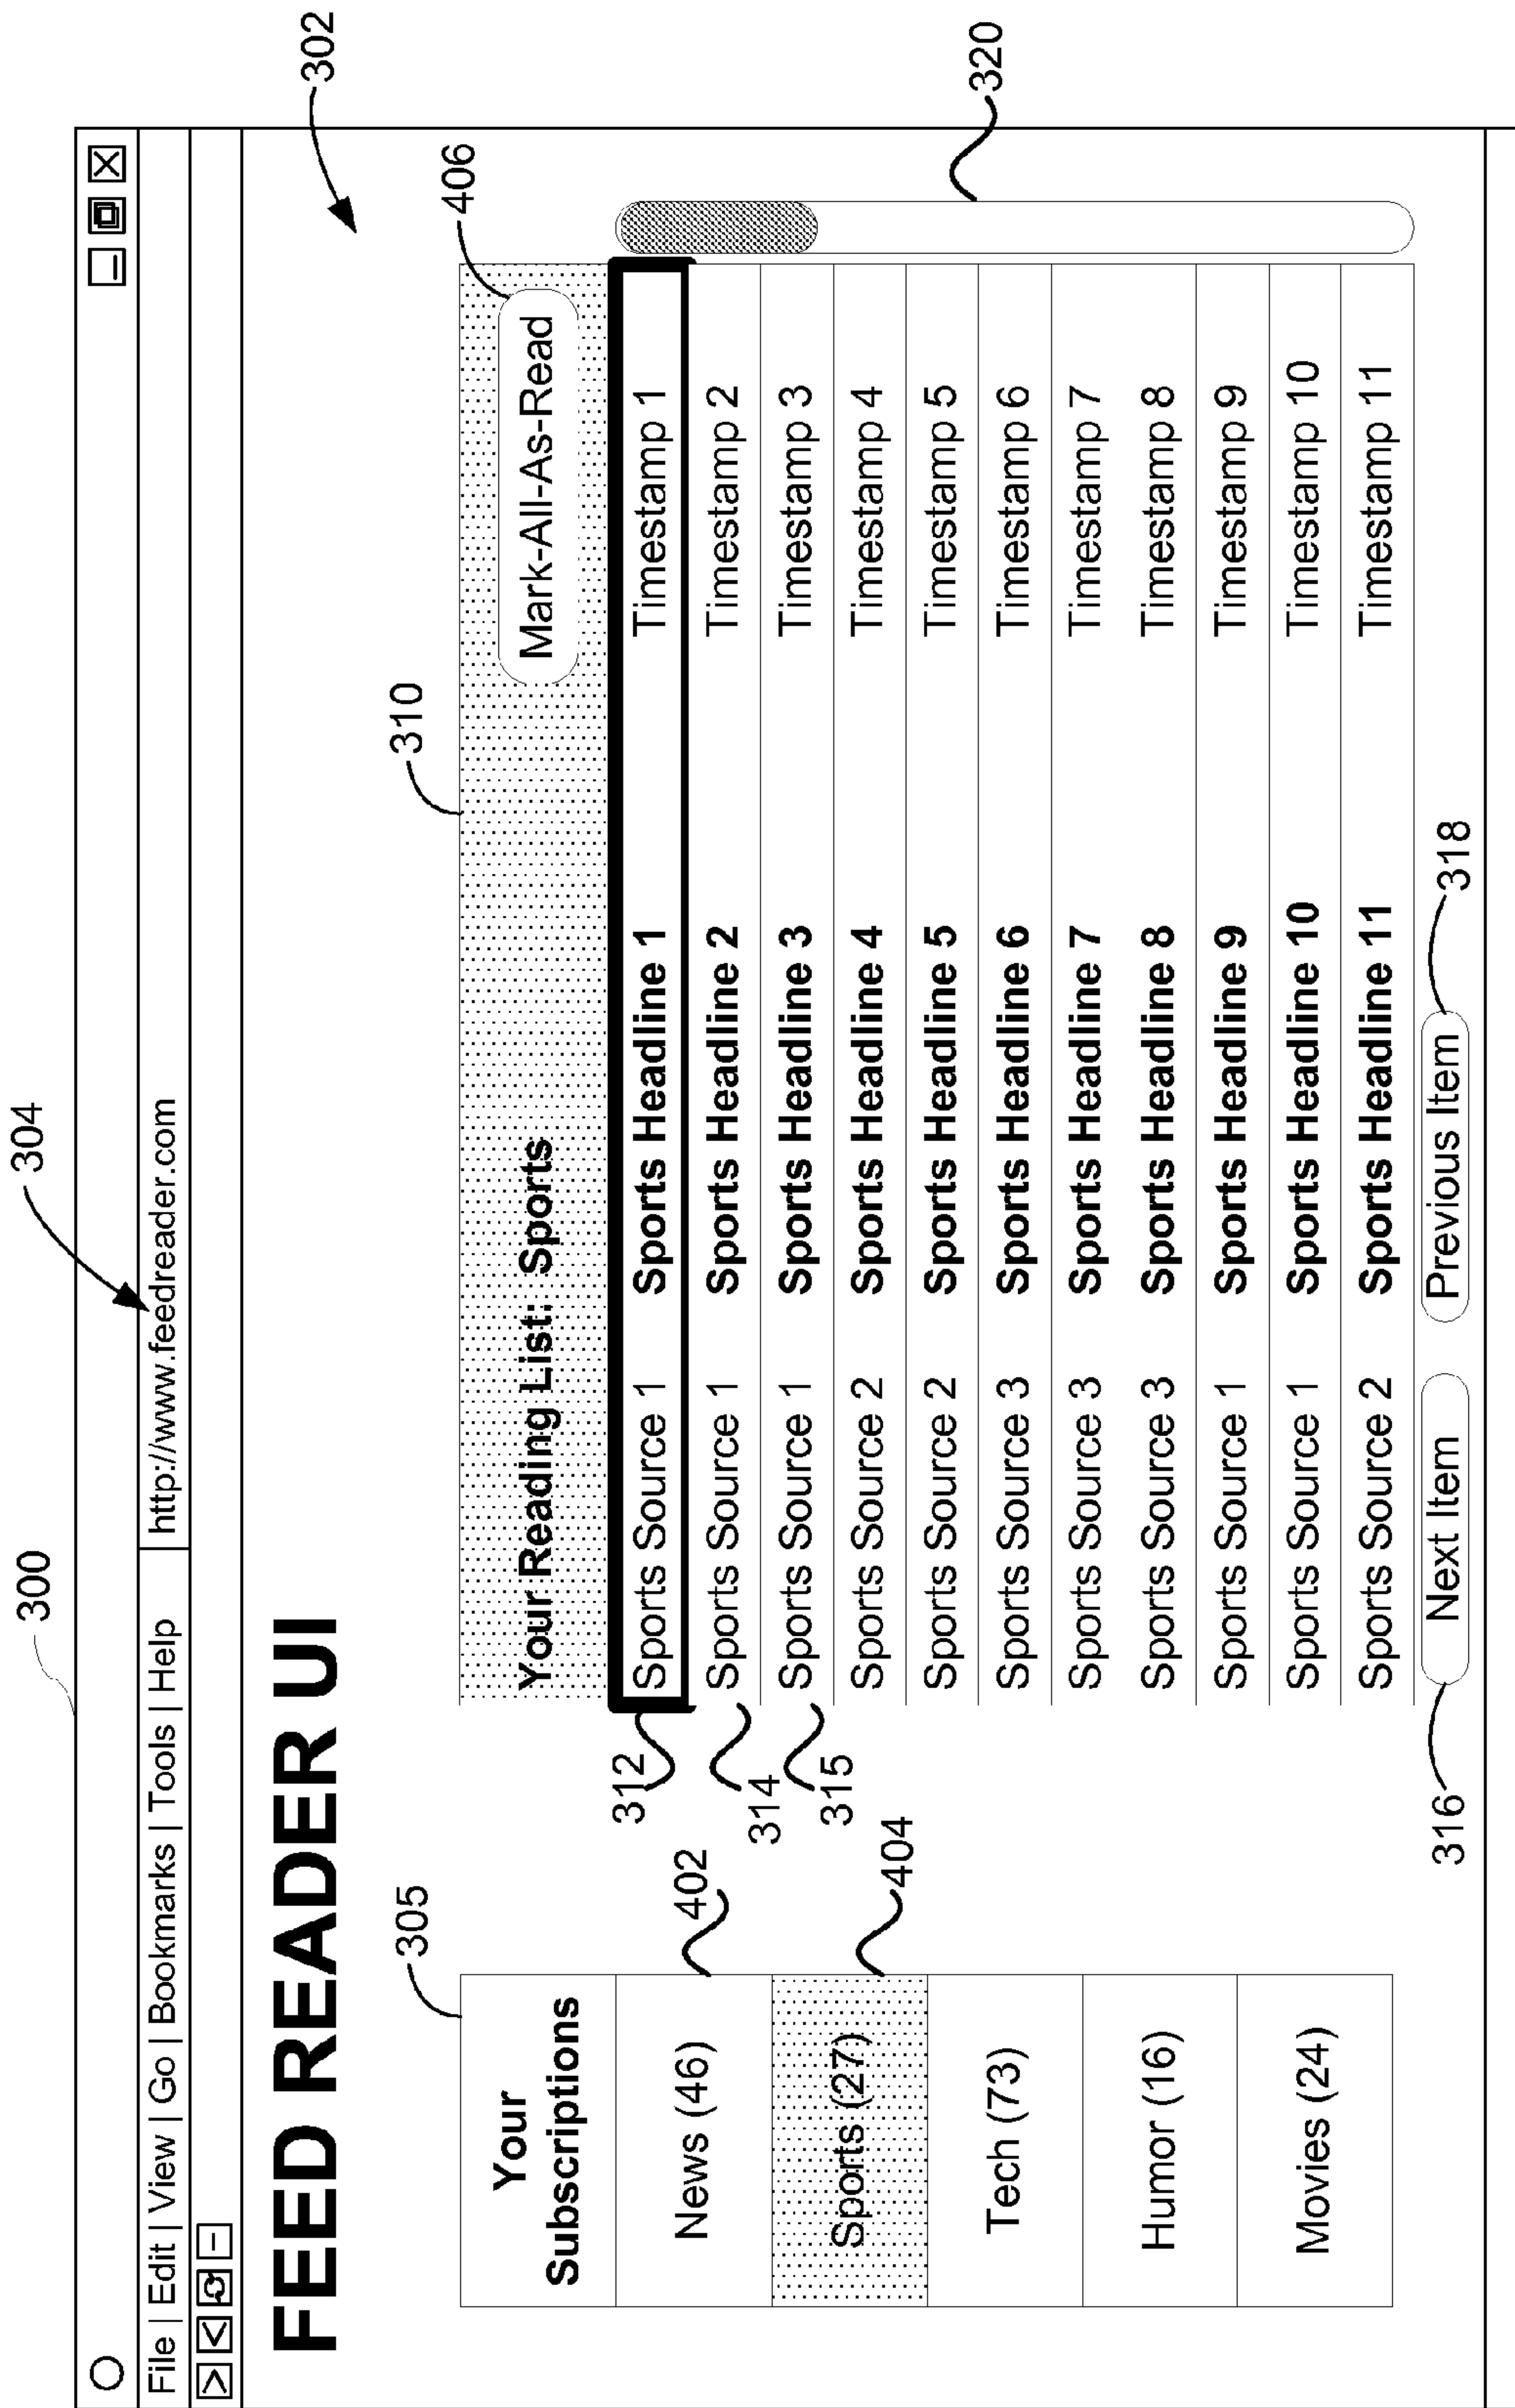 300
304
302
File | Edit | View | Go | Bookmarks | Tools | Help
http://www.feedreader.com
FEED READER UI
305
310
406
Your
Subscriptions
News (46)
Sports (27)
Tech (73)
Humor (16)
Movies (24)
402
404
Your Reading List: Sports
Mark-All-As-Read
312
314
315
Sports Source 1 Sports Headline 1 Timestamp 1
Sports Source 1 Sports Headline 2 Timestamp 2
Sports Source 1 Sports Headline 3 Timestamp 3
Sports Source 2 Sports Headline 4 Timestamp 4
Sports Source 2 Sports Headline 5 Timestamp 5
Sports Source 3 Sports Headline 6 Timestamp 6
Sports Source 3 Sports Headline 7 Timestamp 7
Sports Source 3 Sports Headline 8 Timestamp 8
Sports Source 1 Sports Headline 9 Timestamp 9
Sports Source 1 Sports Headline 10 Timestamp 10
Sports Source 2 Sports Headline 11 Timestamp 11
320
316
Next Item
Previous Item
318